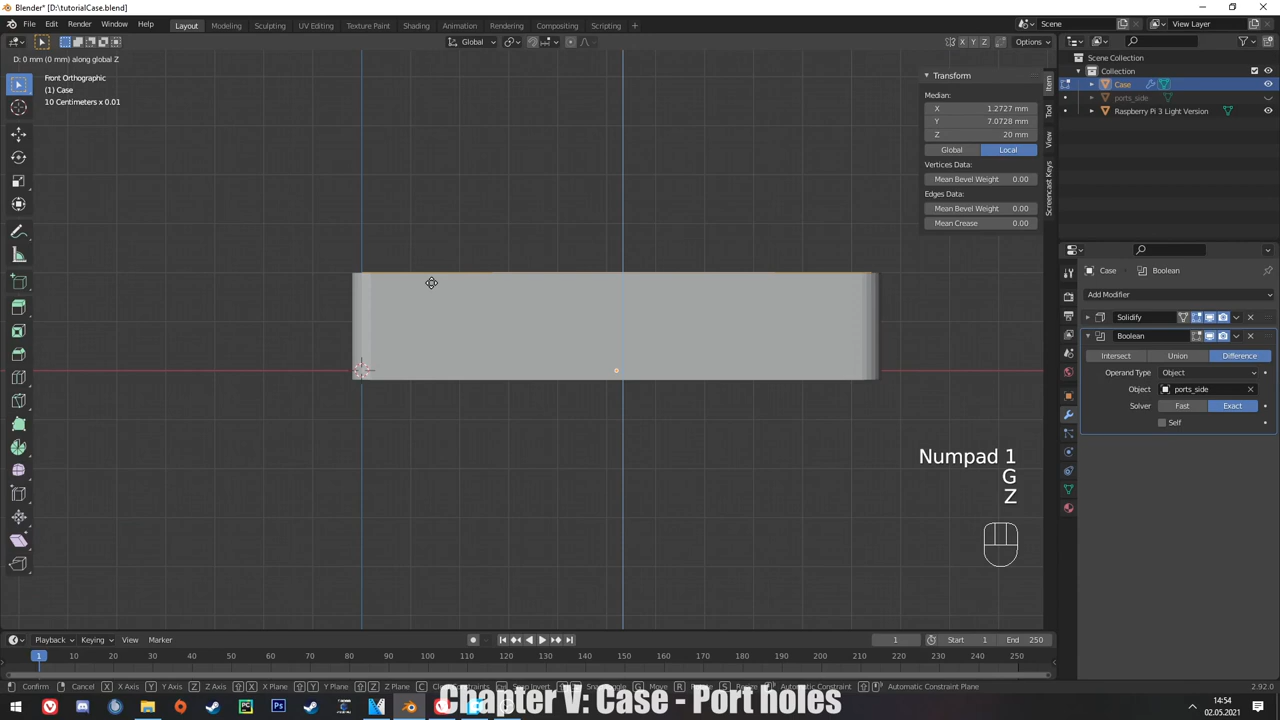 Blender* [D:\tutorialCase.blend]
File Edit Render Window Help
Layout Modeling Sculpting UV Editing Texture Paint Shading Animation Rendering Compositing Scripting
Scene
View Layer
Global
X Y Z
Options
D: 0 mm (0 mm) along global Z
Front Orthographic
(1) Case
10 Centimeters x 0.01
Transform
Median:
X 1.2727 mm
Y 7.0728 mm
Z 20 mm
Global Local
Vertices Data:
Mean Bevel Weight 0.00
Edges Data:
Mean Bevel Weight 0.00
Mean Crease 0.00
Item
Tool
View
Screencast Keys
Scene Collection
Collection
Case
ports_side
Raspberry Pi 3 Light Version
Case Boolean
Add Modifier
Solidify
Boolean
Intersect Union Difference
Operand Type Object
Object ports_side
Solver Fast Exact
Self
Numpad 1
G
Z
Playback Keying View Marker
1 Start 1 End 250
1 10 20 30 40 50 60 70 80 90 100 110 120 130 140 150 160 170 180 190 200 210 220 230 240 250
Confirm Cancel X X Axis Y Y Axis Z Z Axis X X Plane Y Y Plane Z Z Plane
Automatic Constraint Plane
2.92.0
Chapter V: Case - Port holes
14:54
02.05.2021